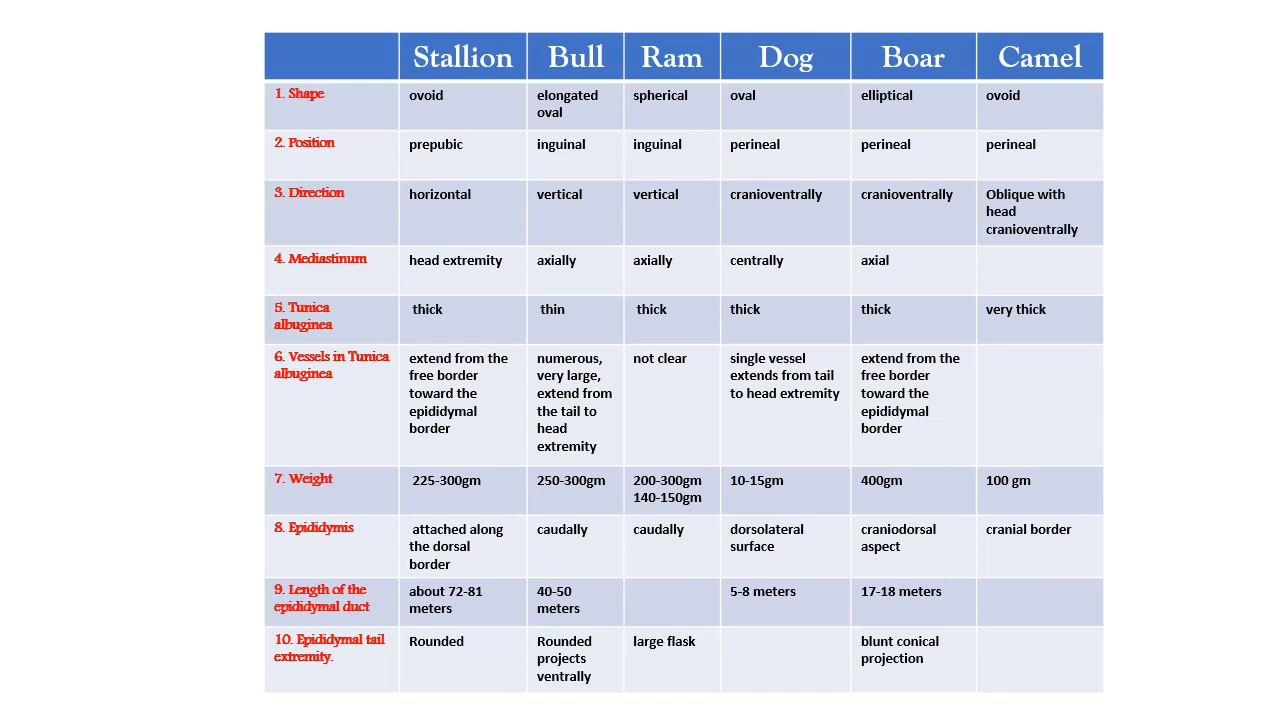 Stallion Bull Ram Dog Boar Camel
1. Shape ovoid elongated oval spherical oval elliptical ovoid
2. Position prepubic inguinal inguinal perineal perineal perineal
3. Direction horizontal vertical vertical cranioventrally cranioventrally Oblique with head cranioventrally
4. Mediastinum head extremity axially axially centrally axial
5. Tunica albuginea thick thin thick thick thick very thick
6. Vessels in Tunica albuginea extend from the free border toward the epididymal border numerous, very large, extend from the tail to head extremity not clear single vessel extends from tail to head extremity extend from the free border toward the epididymal border
7. Weight 225-300gm 250-300gm 200-300gm 140-150gm 10-15gm 400gm 100 gm
8. Epididymis attached along the dorsal border caudally caudally dorsolateral surface craniodorsal aspect cranial border
9. Length of the epididymal duct about 72-81 meters 40-50 meters 5-8 meters 17-18 meters
10. Epididymal tail extremity. Rounded Rounded projects ventrally large flask blunt conical projection